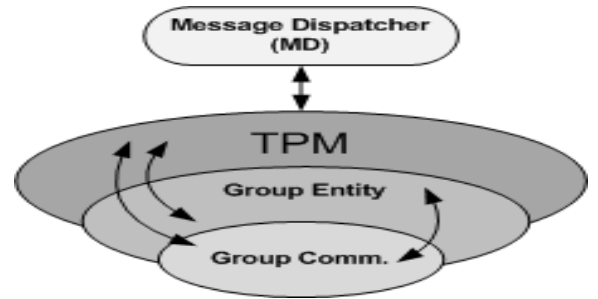 Message Dispatcher
(MD)
TPM
Group Entity
Group Comm.